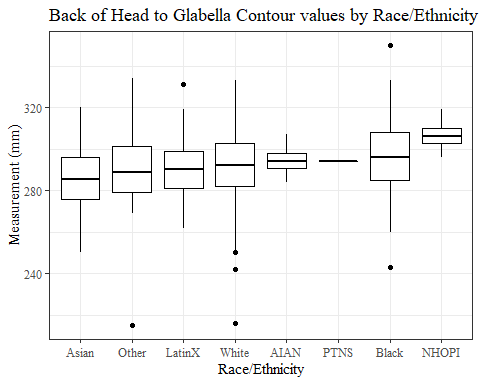 Back of Head to Glabella Contour values by Race/Ethnicity
Measurement (mm)
320
280
240
Asian Other LatinX White AIAN PTNS Black NHOPI
Race/Ethnicity